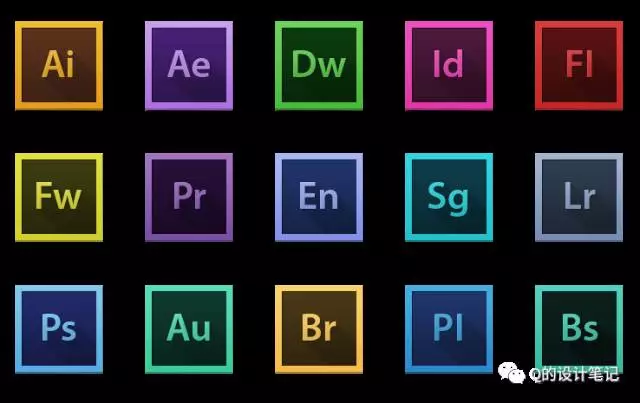 Ai Ae Dw Id Fl
Fw Pr En Sg Lr
Ps Au Br Pl Bs
Q的设计笔记